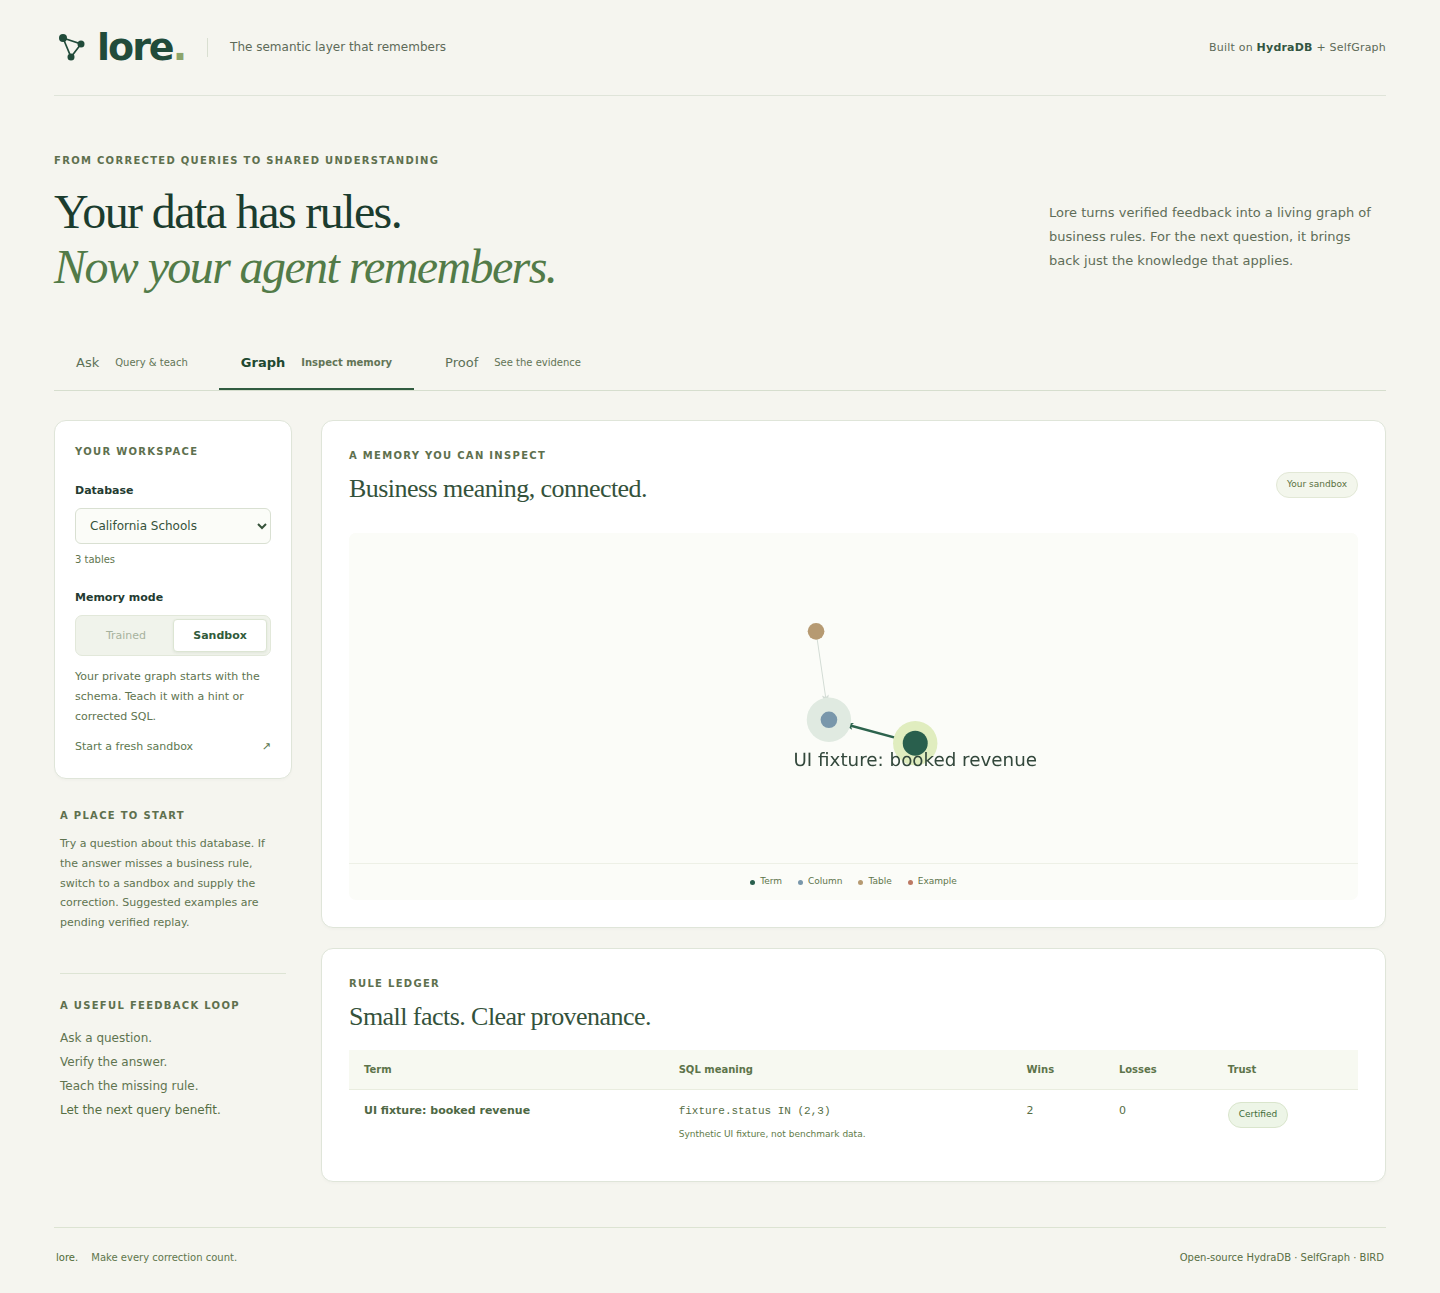 lore.
The semantic layer that remembers
Built on HydraDB + SelfGraph
FROM CORRECTED QUERIES TO SHARED UNDERSTANDING
Your data has rules.
Now your agent remembers.
Lore turns verified feedback into a living graph of
business rules. For the next question, it brings
back just the knowledge that applies.
Ask Query & teach
Graph Inspect memory
Proof See the evidence
YOUR WORKSPACE
Database
California Schools
3 tables
Memory mode
Trained Sandbox
Your private graph starts with the
schema. Teach it with a hint or
corrected SQL.
Start a fresh sandbox ↗
A PLACE TO START
Try a question about this database. If
the answer misses a business rule,
switch to a sandbox and supply the
correction. Suggested examples are
pending verified replay.
A USEFUL FEEDBACK LOOP
Ask a question.
Verify the answer.
Teach the missing rule.
Let the next query benefit.
A MEMORY YOU CAN INSPECT
Business meaning, connected.
Your sandbox
UI fixture: booked revenue
Term Column Table Example
RULE LEDGER
Small facts. Clear provenance.
Term SQL meaning Wins Losses Trust
UI fixture: booked revenue fixture.status IN (2,3) 2 0 Certified
Synthetic UI fixture, not benchmark data.
lore. Make every correction count.
Open-source HydraDB · SelfGraph · BIRD